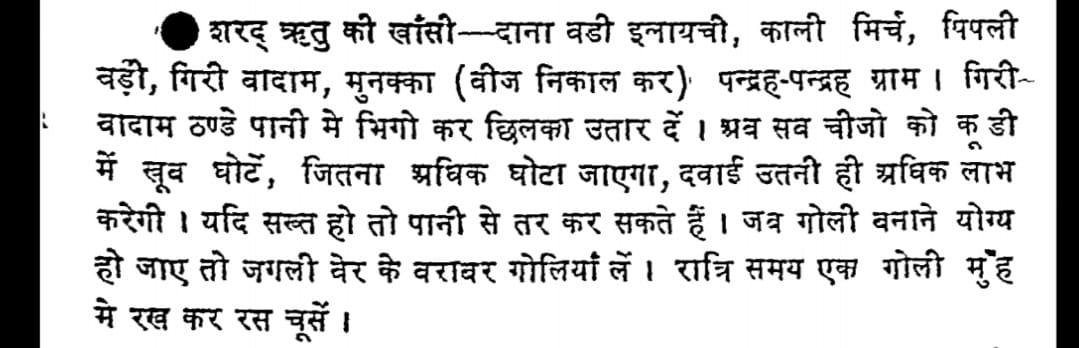 ● शरद् ऋतु की खांसी—दाना वडी इलायची, काली मिर्च, पिपली
वड़ी, गिरी वादाम, मुनक्का (वीज निकाल कर) पन्द्रह-पन्द्रह ग्राम । गिरी-
वादाम ठण्डे पानी मे भिगो कर छिलका उतार दें । अव सव चीजो को कू डी
में खूव घोटें, जितना अधिक घोटा जाएगा, दवाई उतनी ही अधिक लाभ
करेगी । यदि सख्त हो तो पानी से तर कर सकते हैं । जव गोली वनाने योग्य
हो जाए तो जगली वेर के वरावर गोलियां लें । रात्रि समय एक गोली मुँह
मे रख कर रस चूसें ।